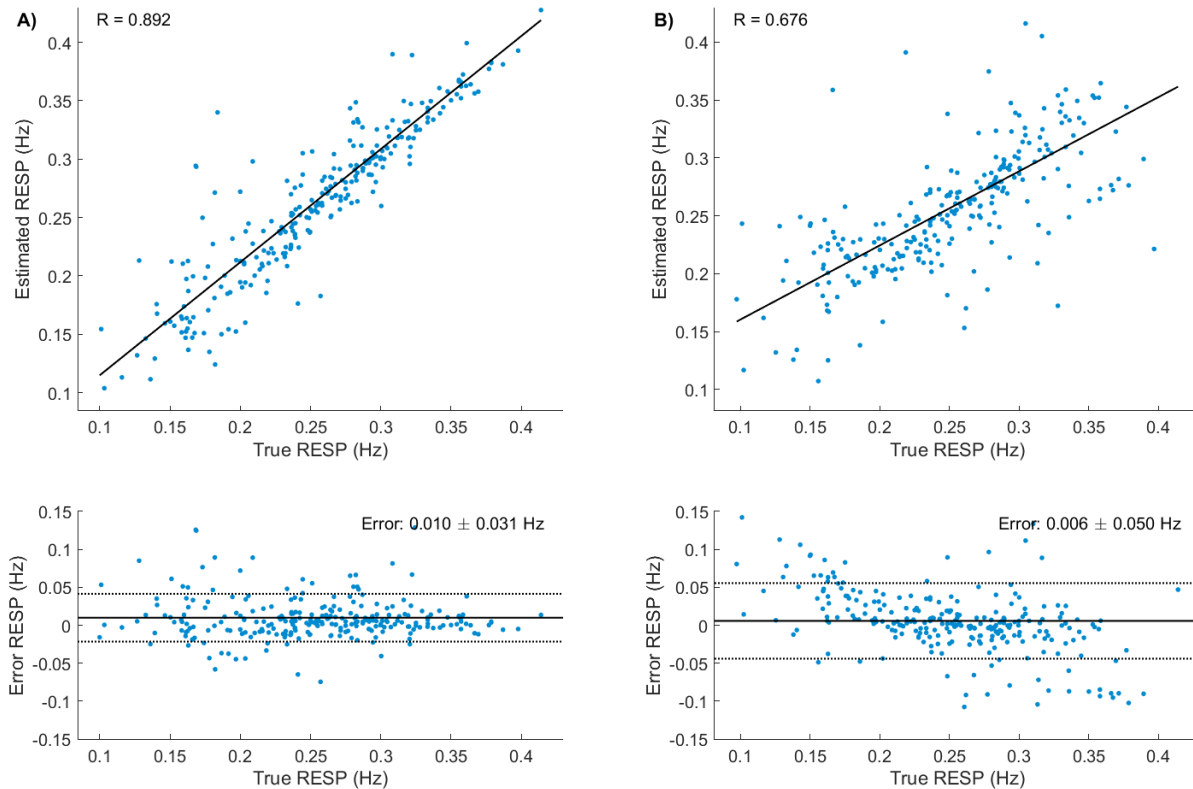 A)
R = 0.892
0.4
0.35
0.3
0.25
0.2
0.15
0.1
Estimated RESP (Hz)
0.1 0.15 0.2 0.25 0.3 0.35 0.4
True RESP (Hz)
B)
R = 0.676
0.4
0.35
0.3
0.25
0.2
0.15
0.1
Estimated RESP (Hz)
0.1 0.15 0.2 0.25 0.3 0.35 0.4
True RESP (Hz)
Error: 0.010 ± 0.031 Hz
0.15
0.1
0.05
0
-0.05
-0.1
-0.15
Error RESP (Hz)
0.1 0.15 0.2 0.25 0.3 0.35 0.4
True RESP (Hz)
Error: 0.006 ± 0.050 Hz
0.15
0.1
0.05
0
-0.05
-0.1
-0.15
Error RESP (Hz)
0.1 0.15 0.2 0.25 0.3 0.35 0.4
True RESP (Hz)